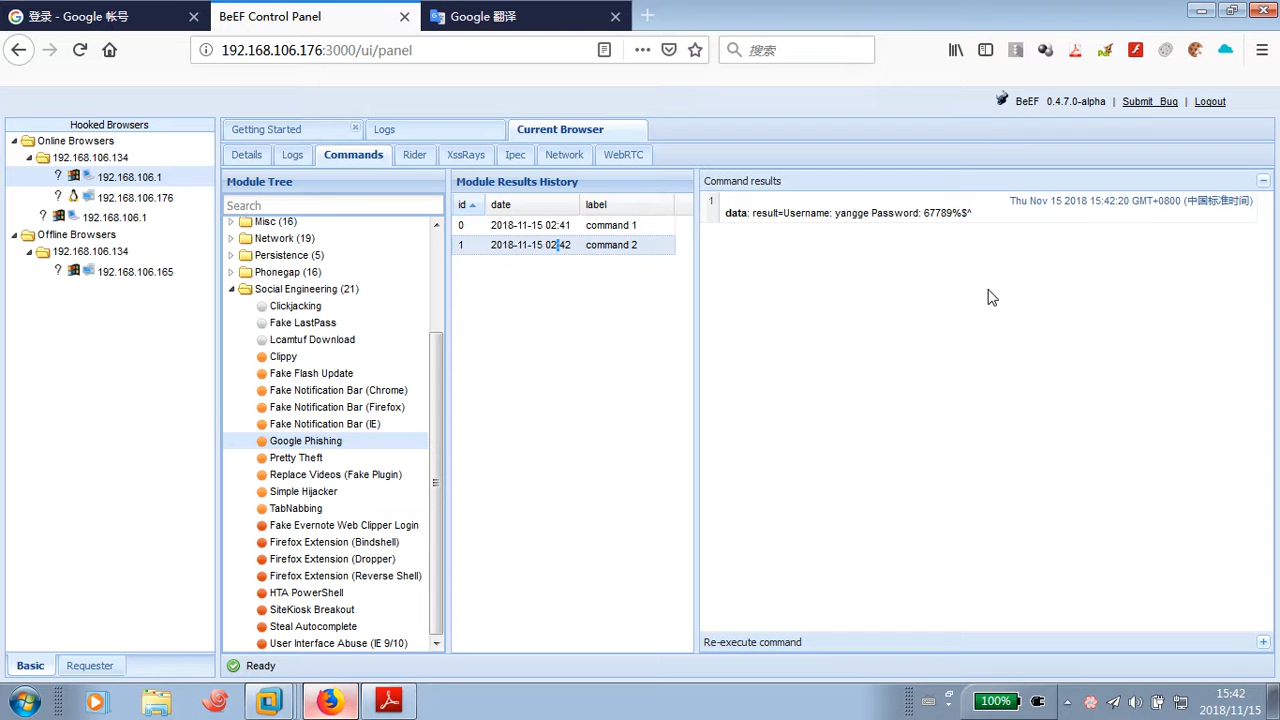 登录 - Google 帐号
BeEF Control Panel
Google 翻译
192.168.106.176:3000/ui/panel
搜索
BeEF 0.4.7.0-alpha | Submit Bug | Logout
Hooked Browsers
Online Browsers
192.168.106.134
? 192.168.106.1
? 192.168.106.176
? 192.168.106.1
Offline Browsers
192.168.106.134
? 192.168.106.165
Basic
Requester
Getting Started
Logs
Current Browser
Details
Logs
Commands
Rider
XssRays
Ipec
Network
WebRTC
Module Tree
Search
Misc (16)
Network (19)
Persistence (5)
Phonegap (16)
Social Engineering (21)
Clickjacking
Fake LastPass
Lcamtuf Download
Clippy
Fake Flash Update
Fake Notification Bar (Chrome)
Fake Notification Bar (Firefox)
Fake Notification Bar (IE)
Google Phishing
Pretty Theft
Replace Videos (Fake Plugin)
Simple Hijacker
TabNabbing
Fake Evernote Web Clipper Login
Firefox Extension (Bindshell)
Firefox Extension (Dropper)
Firefox Extension (Reverse Shell)
HTA PowerShell
SiteKiosk Breakout
Steal Autocomplete
User Interface Abuse (IE 9/10)
Module Results History
id date label
0 2018-11-15 02:41 command 1
1 2018-11-15 02:42 command 2
Command results
1 Thu Nov 15 2018 15:42:20 GMT+0800 (中国标准时间)
data: result=Username: yangge Password: 67789%$^
Re-execute command
Ready
100%
15:42
2018/11/15